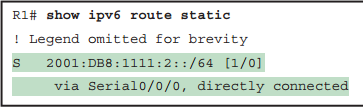 R1# show ipv6 route static
! Legend omitted for brevity
S 2001:DB8:1111:2::/64 [1/0]
via Serial0/0/0, directly connected